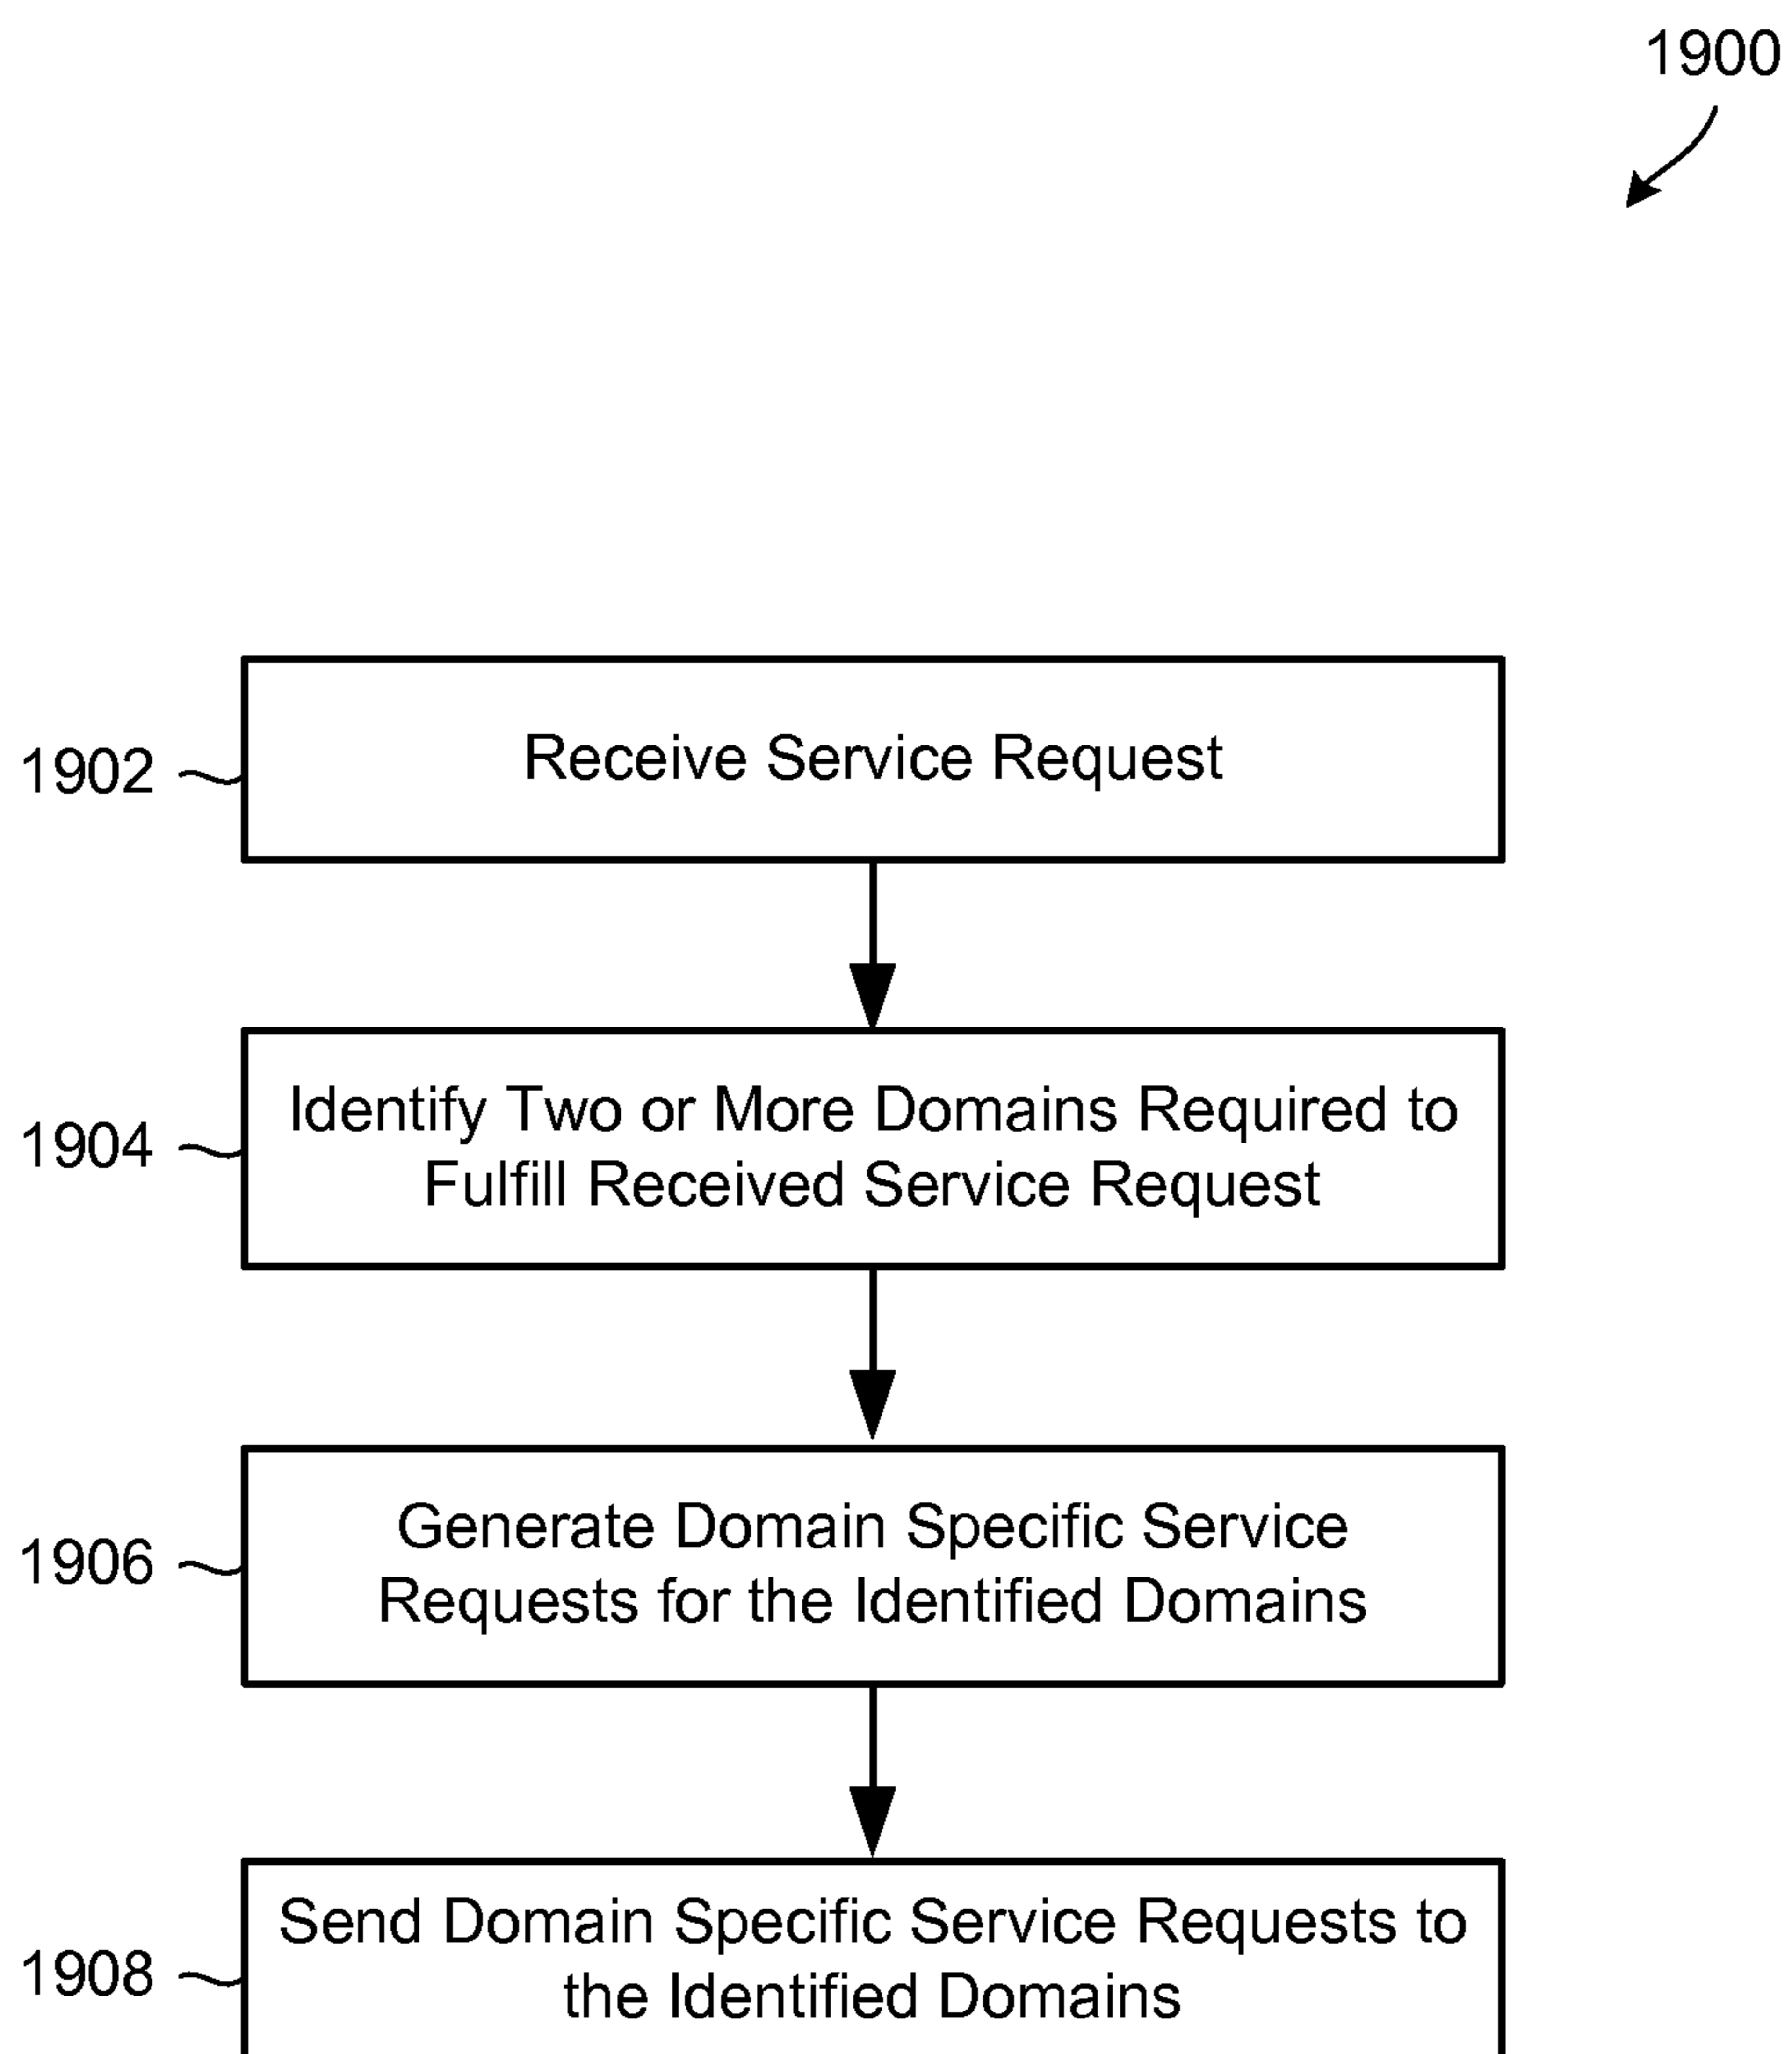 1900
1902
Receive Service Request
1904
Identify Two or More Domains Required to
Fulfill Received Service Request
1906
Generate Domain Specific Service
Requests for the Identified Domains
1908
Send Domain Specific Service Requests to
the Identified Domains